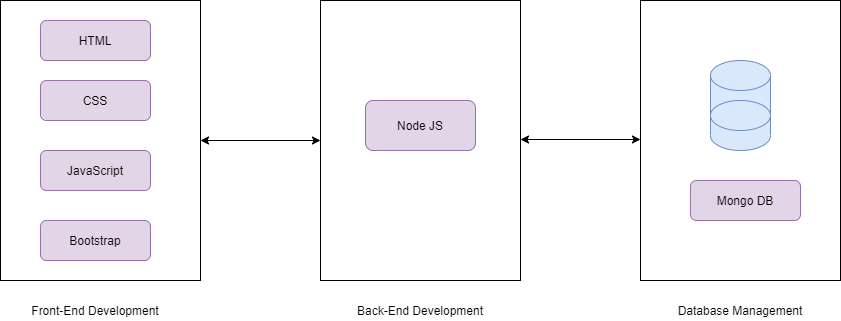 HTML
CSS
JavaScript
Bootstrap
Node JS
Mongo DB
Front-End Development
Back-End Development
Database Management